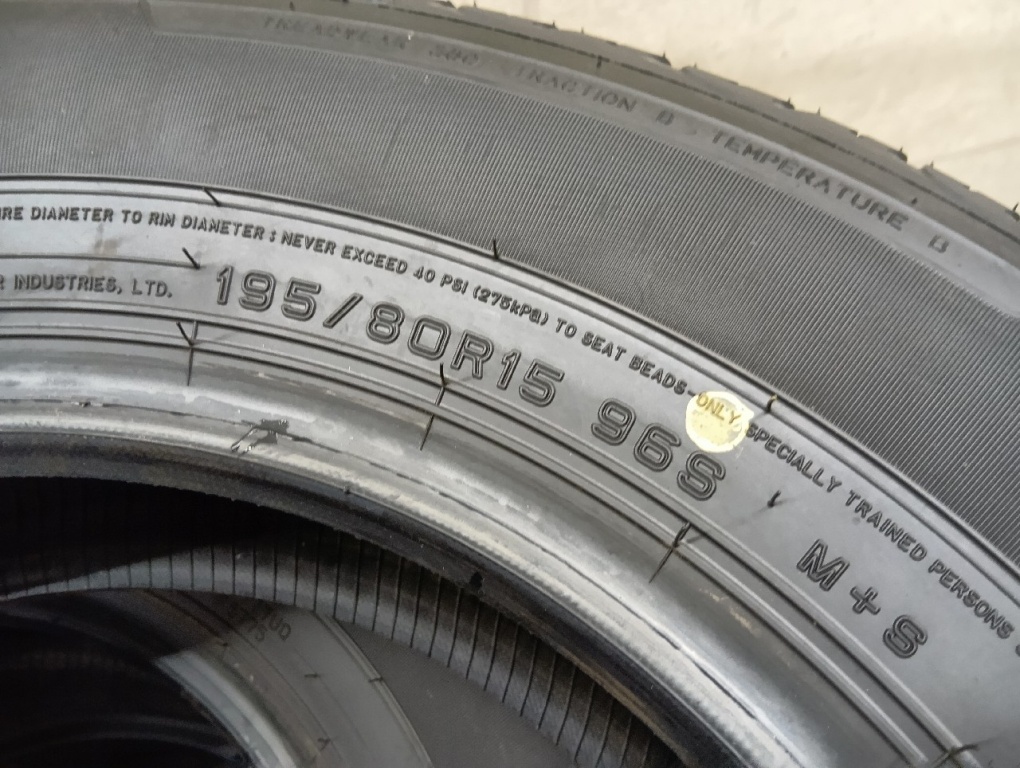 TREADWEAR TRACTION B TEMPERATURE B
RE DIAMETER TO RIM DIAMETER ; NEVER EXCEED 40 PSI (275kPa) TO SEAT BEADS-ONLY SPECIALLY TRAINED PERSONS
R INDUSTRIES, LTD.
195/80R15 96S
M+S